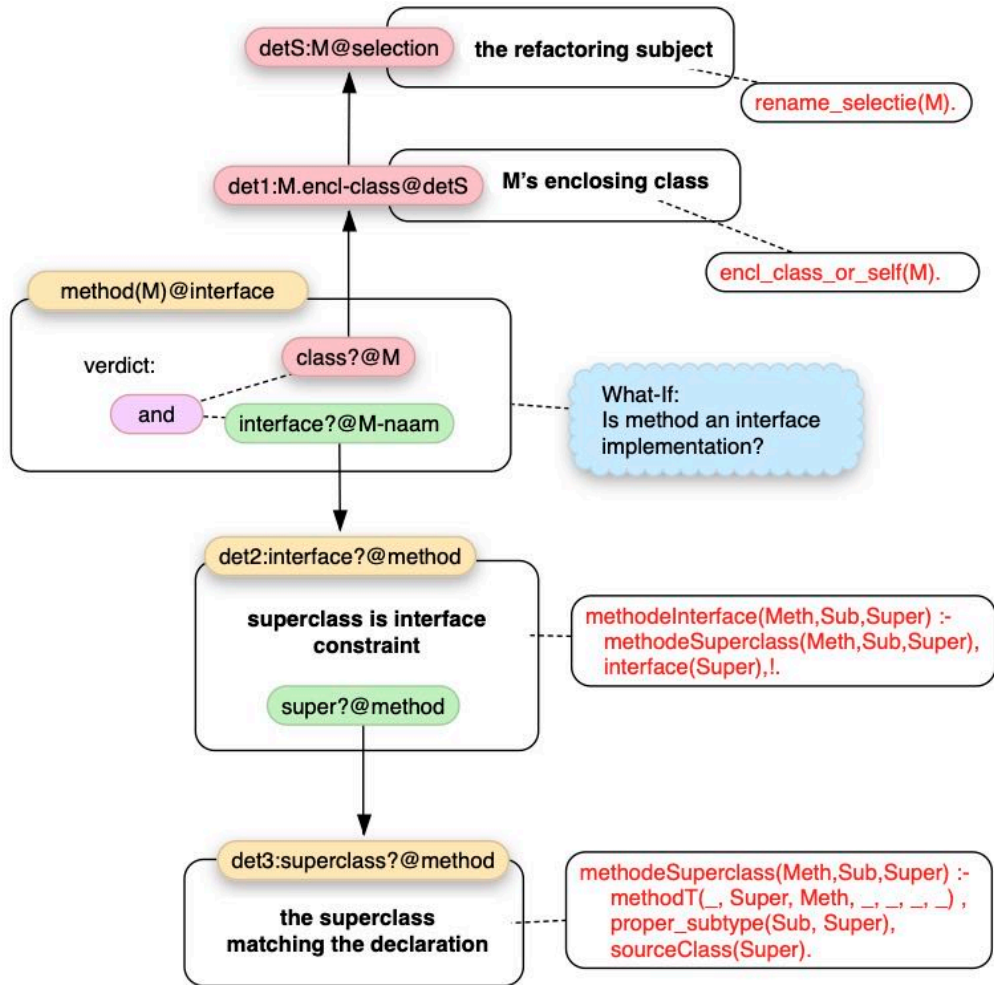 detS:M@selection
the refactoring subject
rename_selectie(M).
det1:M.encl-class@detS
M’s enclosing class
encl_class_or_self(M).
method(M)@interface
verdict:
class?@M
and
interface?@M-naam
What-If:
Is method an interface
implementation?
det2:interface?@method
superclass is interface
constraint
super?@method
methodeInterface(Meth,Sub,Super) :-
methodeSuperclass(Meth,Sub,Super),
interface(Super),!.
det3:superclass?@method
the superclass
matching the declaration
methodeSuperclass(Meth,Sub,Super) :-
methodT(_, Super, Meth, _, _, _, _) ,
proper_subtype(Sub, Super),
sourceClass(Super).